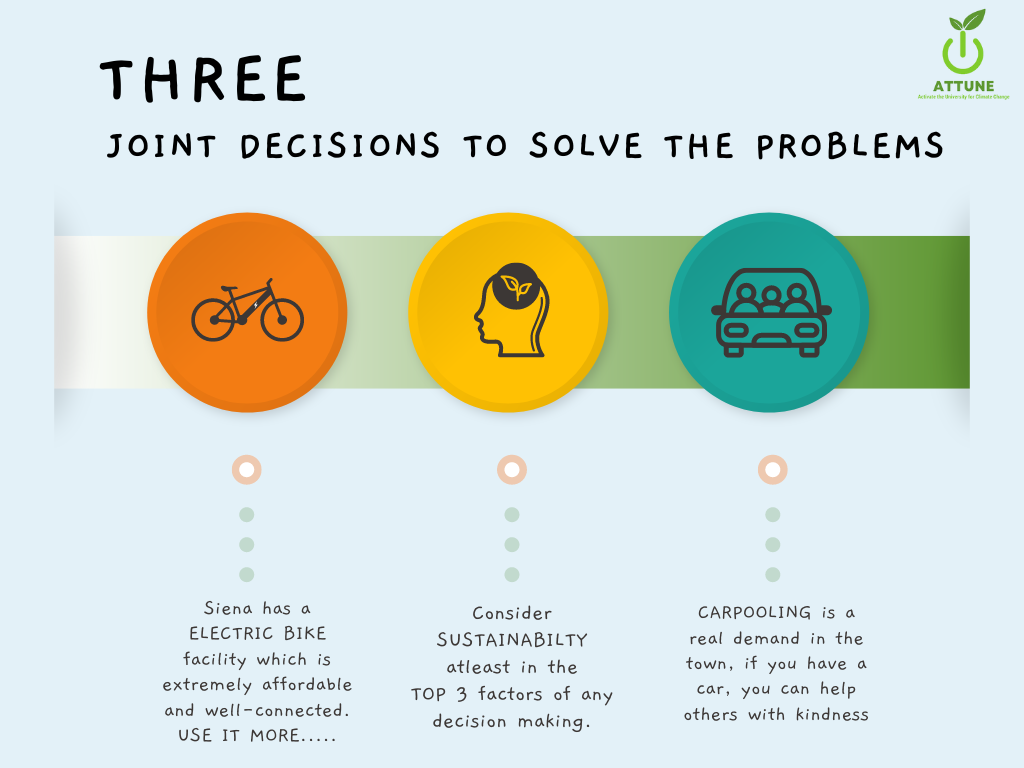 ATTUNE
Activate the University for Climate Change
THREE
JOINT DECISIONS TO SOLVE THE PROBLEMS
Siena has a
ELECTRIC BIKE
facility which is
extremely affordable
and well-connected.
USE IT MORE.....
Consider
SUSTAINABILTY
atleast in the
TOP 3 factors of any
decision making.
CARPOOLING is a
real demand in the
town, if you have a
car, you can help
others with kindness